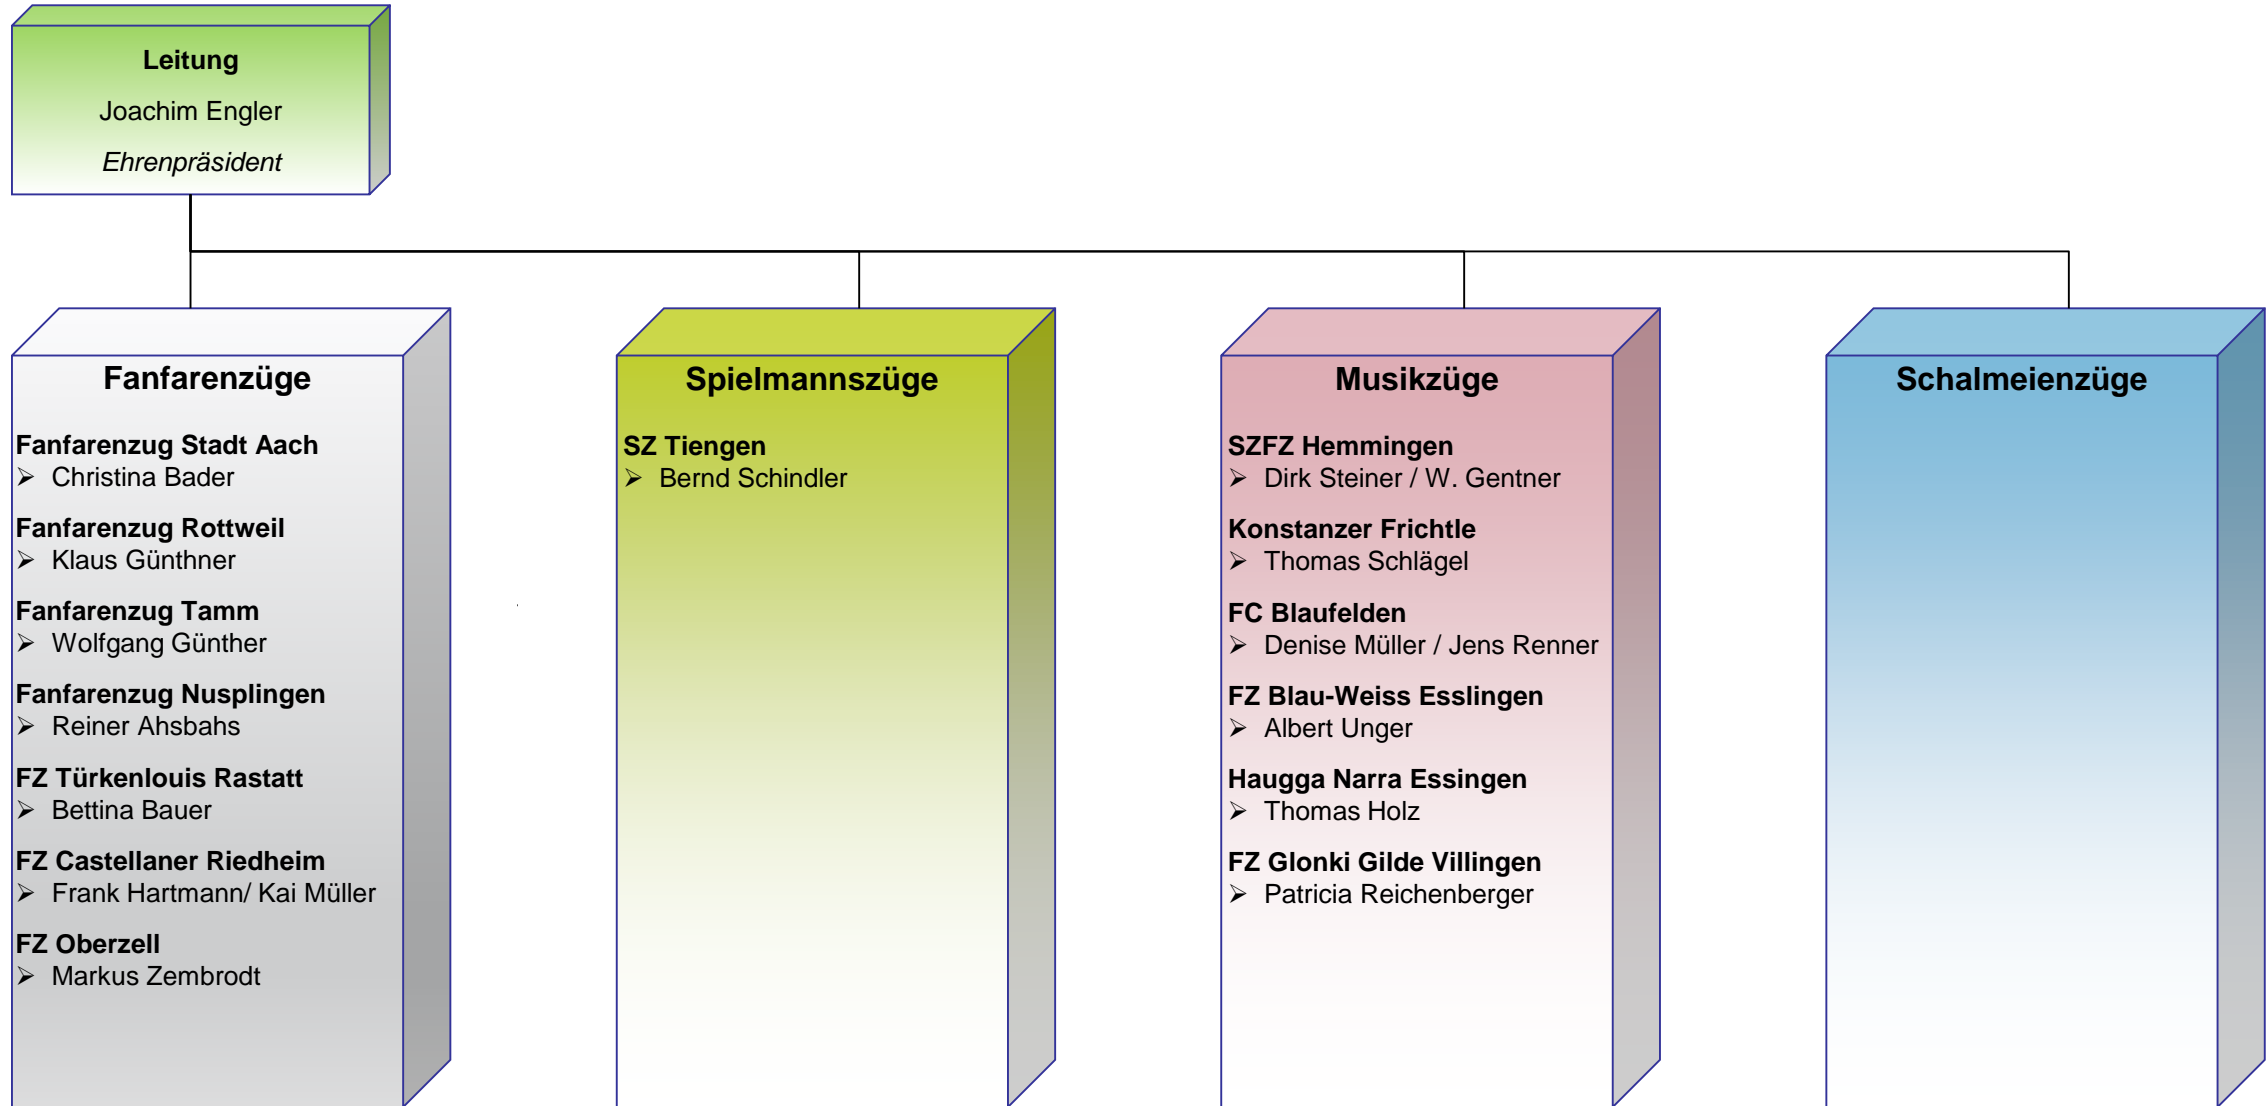 Leitung
Joachim Engler
Ehrenpräsident
Fanfarenzüge
Fanfarenzug Stadt Aach
➢ Christina Bader
Fanfarenzug Rottweil
➢ Klaus Günthner
Fanfarenzug Tamm
➢ Wolfgang Günther
Fanfarenzug Nusplingen
➢ Reiner Ahsbahs
FZ Türkenlouis Rastatt
➢ Bettina Bauer
FZ Castellaner Riedheim
➢ Frank Hartmann/ Kai Müller
FZ Oberzell
➢ Markus Zembrodt
Spielmannszüge
SZ Tiengen
➢ Bernd Schindler
Musikzüge
SZFZ Hemmingen
➢ Dirk Steiner / W. Gentner
Konstanzer Frichtle
➢ Thomas Schlägel
FC Blaufelden
➢ Denise Müller / Jens Renner
FZ Blau-Weiss Esslingen
➢ Albert Unger
Haugga Narra Essingen
➢ Thomas Holz
FZ Glonki Gilde Villingen
➢ Patricia Reichenberger
Schalmeienzüge